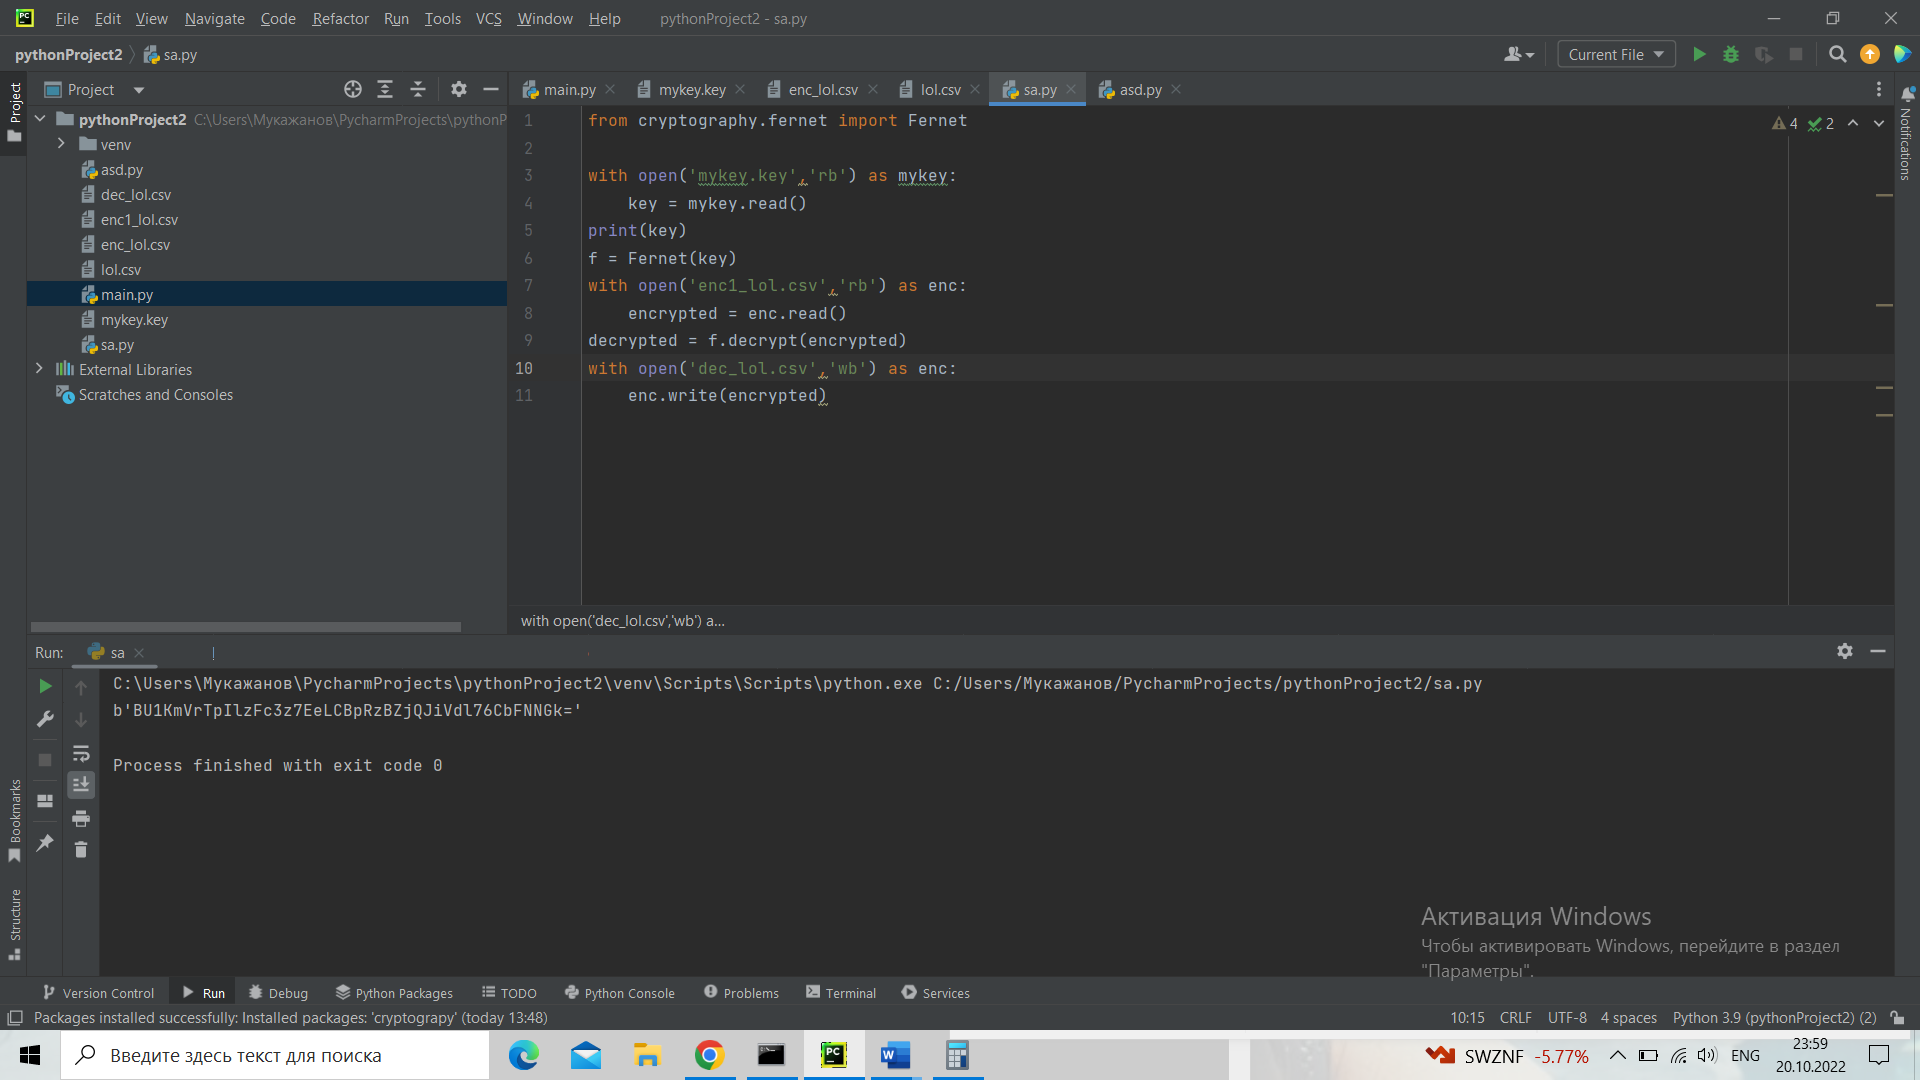 File Edit View Navigate Code Refactor Run Tools VCS Window Help pythonProject2 - sa.py
pythonProject2 sa.py Current File
Project
Project
pythonProject2 C:\Users\Мукажанов\PycharmProjects\pythonP
venv
asd.py
dec_lol.csv
enc1_lol.csv
enc_lol.csv
lol.csv
main.py
mykey.key
sa.py
External Libraries
Scratches and Consoles
main.py mykey.key enc_lol.csv lol.csv sa.py asd.py
Notifications
4 2
1 from cryptography.fernet import Fernet
2
3 with open('mykey.key','rb') as mykey:
4 key = mykey.read()
5 print(key)
6 f = Fernet(key)
7 with open('enc1_lol.csv','rb') as enc:
8 encrypted = enc.read()
9 decrypted = f.decrypt(encrypted)
10 with open('dec_lol.csv','wb') as enc:
11 enc.write(encrypted)
with open('dec_lol.csv','wb') a...
Run: sa
C:\Users\Мукажанов\PycharmProjects\pythonProject2\venv\Scripts\Scripts\python.exe C:/Users/Мукажанов/PycharmProjects/pythonProject2/sa.py
b'BU1KmVrTpIlzFc3z7EeLCBpRzBZjQJiVdl76CbFNNGk='
Process finished with exit code 0
Bookmarks
Structure
Активация Windows
Чтобы активировать Windows, перейдите в раздел
"Параметры".
Version Control Run Debug Python Packages TODO Python Console Problems Terminal Services
Packages installed successfully: Installed packages: 'cryptograpy' (today 13:48) 10:15 CRLF UTF-8 4 spaces Python 3.9 (pythonProject2) (2)
Введите здесь текст для поиска
SWZNF -5.77% ENG
23:59
20.10.2022